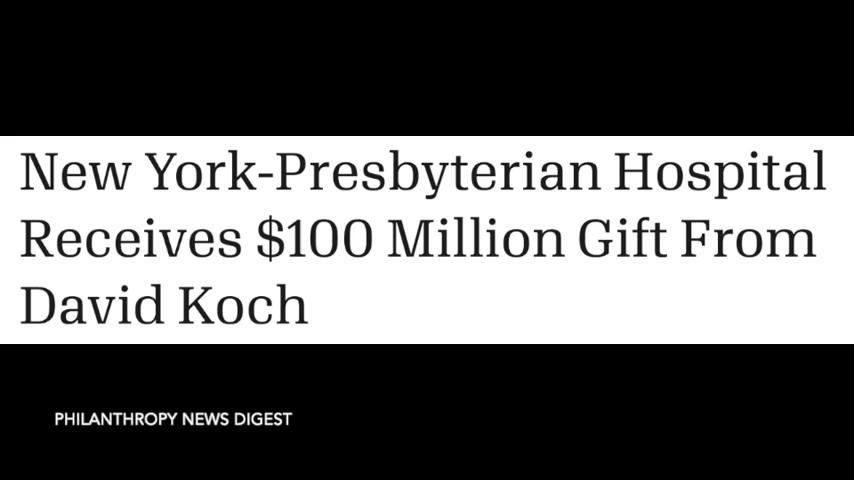 New York-Presbyterian Hospital
Receives $100 Million Gift From
David Koch
PHILANTHROPY NEWS DIGEST